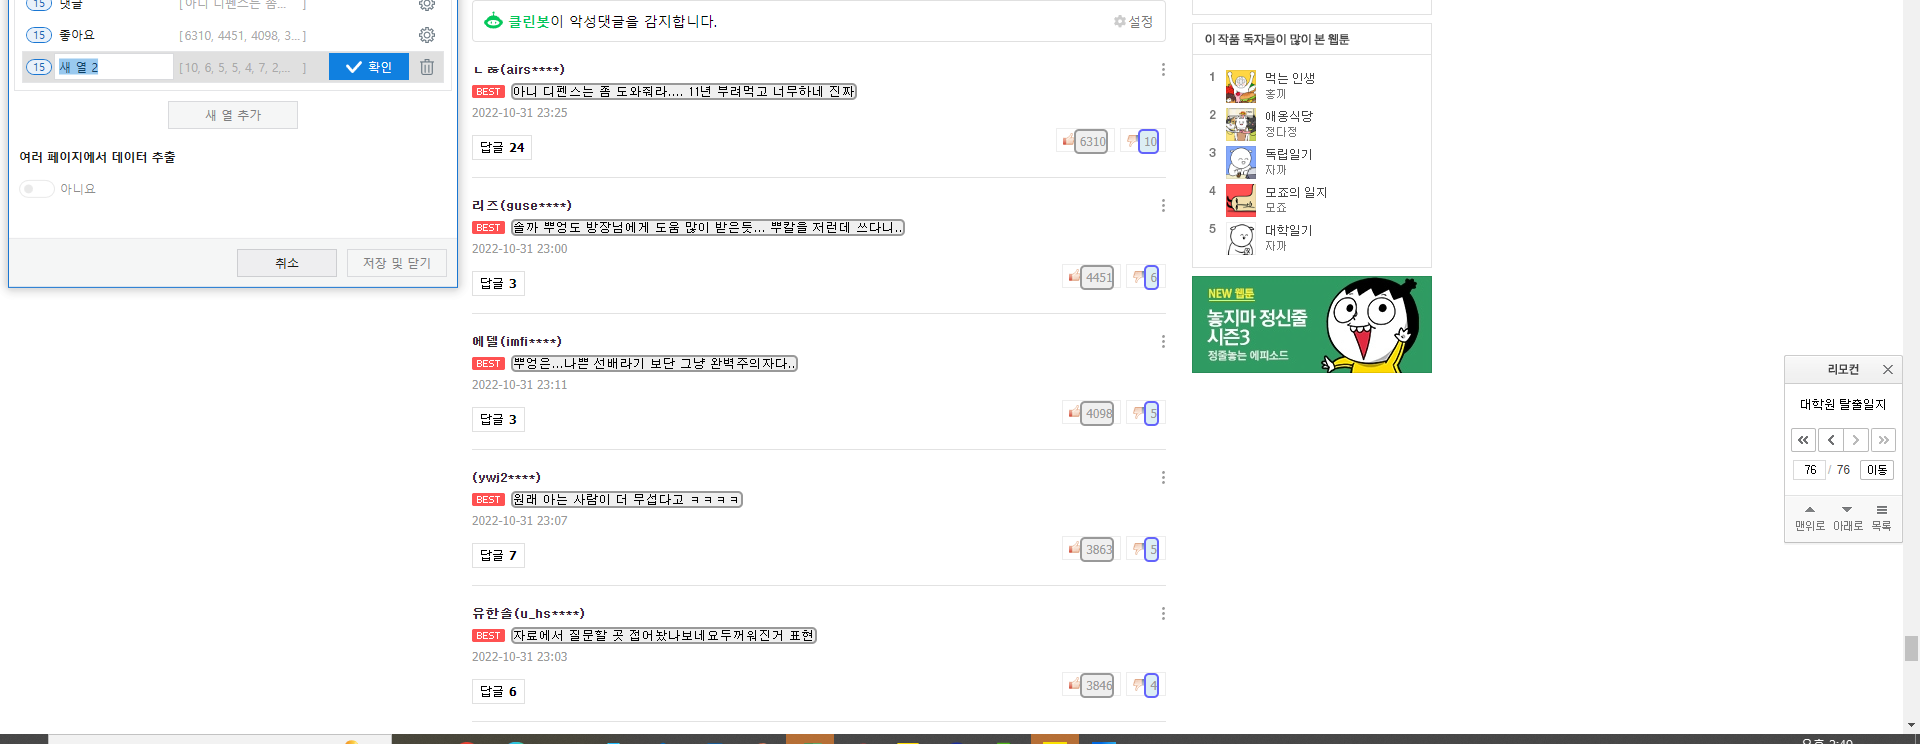 15 댓글 [아니 디펜스는 좀... ]
15 좋아요 [6310, 4451, 4098, 3... ]
15 새 열 2 [10, 6, 5, 5, 4, 7, 2,... ] 확인
새 열 추가
여러 페이지에서 데이터 추출
아니요
취소 저장 및 닫기
클린봇이 악성댓글을 감지합니다. 설정
(airs****)
BEST 아니 디펜스는 좀 도와줘라.... 11년 부려먹고 너무하네 진짜
2022-10-31 23:25
답글 24 6310 10
리즈(guse****)
BEST 솔까 뿌엉도 방장님에게 도움 많이 받은듯... 뿌칼을 저런데 쓰다니..
2022-10-31 23:00
답글 3 4451 6
에델(imfi****)
BEST 뿌엉은...나쁜 선배라기 보단 그냥 완벽주의자다..
2022-10-31 23:11
답글 3 4098 5
(ywj2****)
BEST 원래 아는 사람이 더 무섭다고 ㅋㅋㅋㅋ
2022-10-31 23:07
답글 7 3863 5
유한솔(u_hs****)
BEST 자료에서 질문할 곳 접어놨나보네요두꺼워진거 표현
2022-10-31 23:03
답글 6 3846 4
이 작품 독자들이 많이 본 웹툰
1 먹는 인생
홍끼
2 애옹식당
정다정
3 독립일기
자까
4 모죠의 일지
모죠
5 대학일기
자까
NEW 웹툰
놓지마 정신줄
시즌3
정줄놓는 에피소드
리모컨
대학원 탈출일지
76 / 76 이동
맨위로 아래로 목록